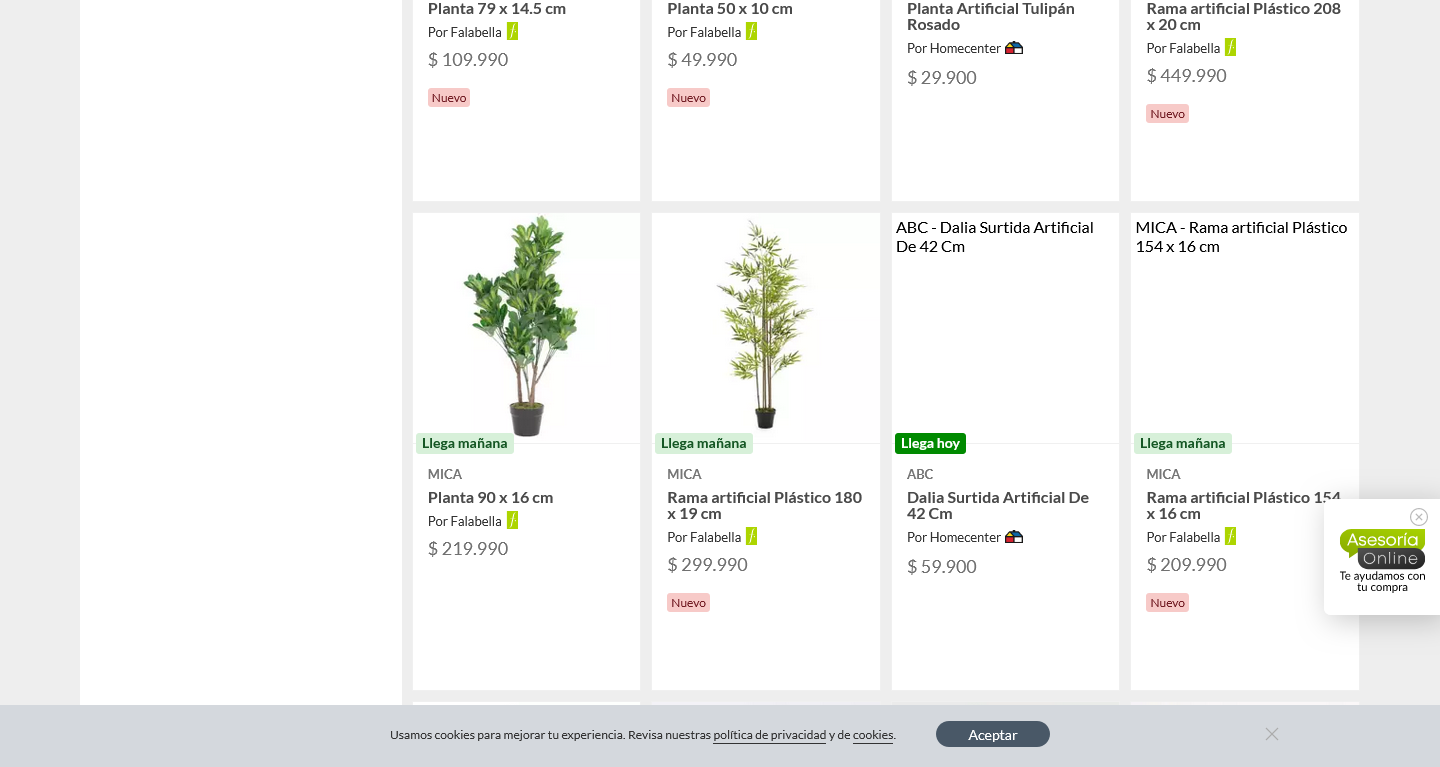 Planta 79 x 14.5 cm
Por Falabella
$ 109.990
Nuevo
Planta 50 x 10 cm
Por Falabella
$ 49.990
Nuevo
Planta Artificial Tulipán
Rosado
Por Homecenter
$ 29.900
Rama artificial Plástico 208
x 20 cm
Por Falabella
$ 449.990
Nuevo
Llega mañana
MICA
Planta 90 x 16 cm
Por Falabella
$ 219.990
Llega mañana
MICA
Rama artificial Plástico 180
x 19 cm
Por Falabella
$ 299.990
Nuevo
ABC - Dalia Surtida Artificial
De 42 Cm
Llega hoy
ABC
Dalia Surtida Artificial De
42 Cm
Por Homecenter
$ 59.900
MICA - Rama artificial Plástico
154 x 16 cm
Llega mañana
MICA
Rama artificial Plástico 154
x 16 cm
Por Falabella
$ 209.990
Nuevo
Asesoría
Online
Te ayudamos con
tu compra
Usamos cookies para mejorar tu experiencia. Revisa nuestras política de privacidad y de cookies.
Aceptar